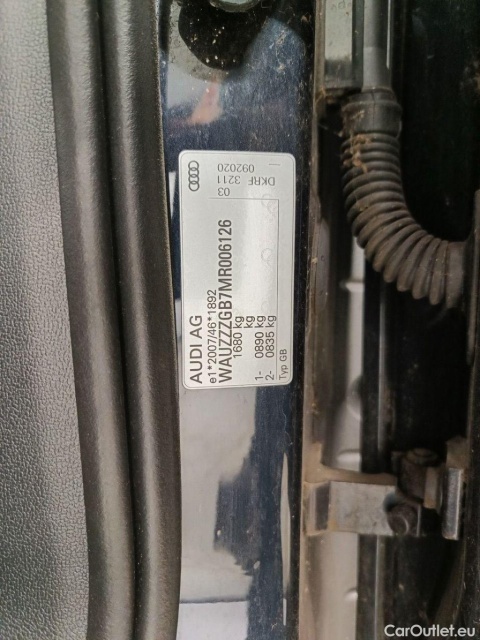 AUDI AG
e1*2007/46*1892
WAUZZZGB7MR006126
1680 kg
kg
1- 0890 kg
2- 0835 kg
Typ GB
03
DKRF 3211
092020
CarOutlet.eu